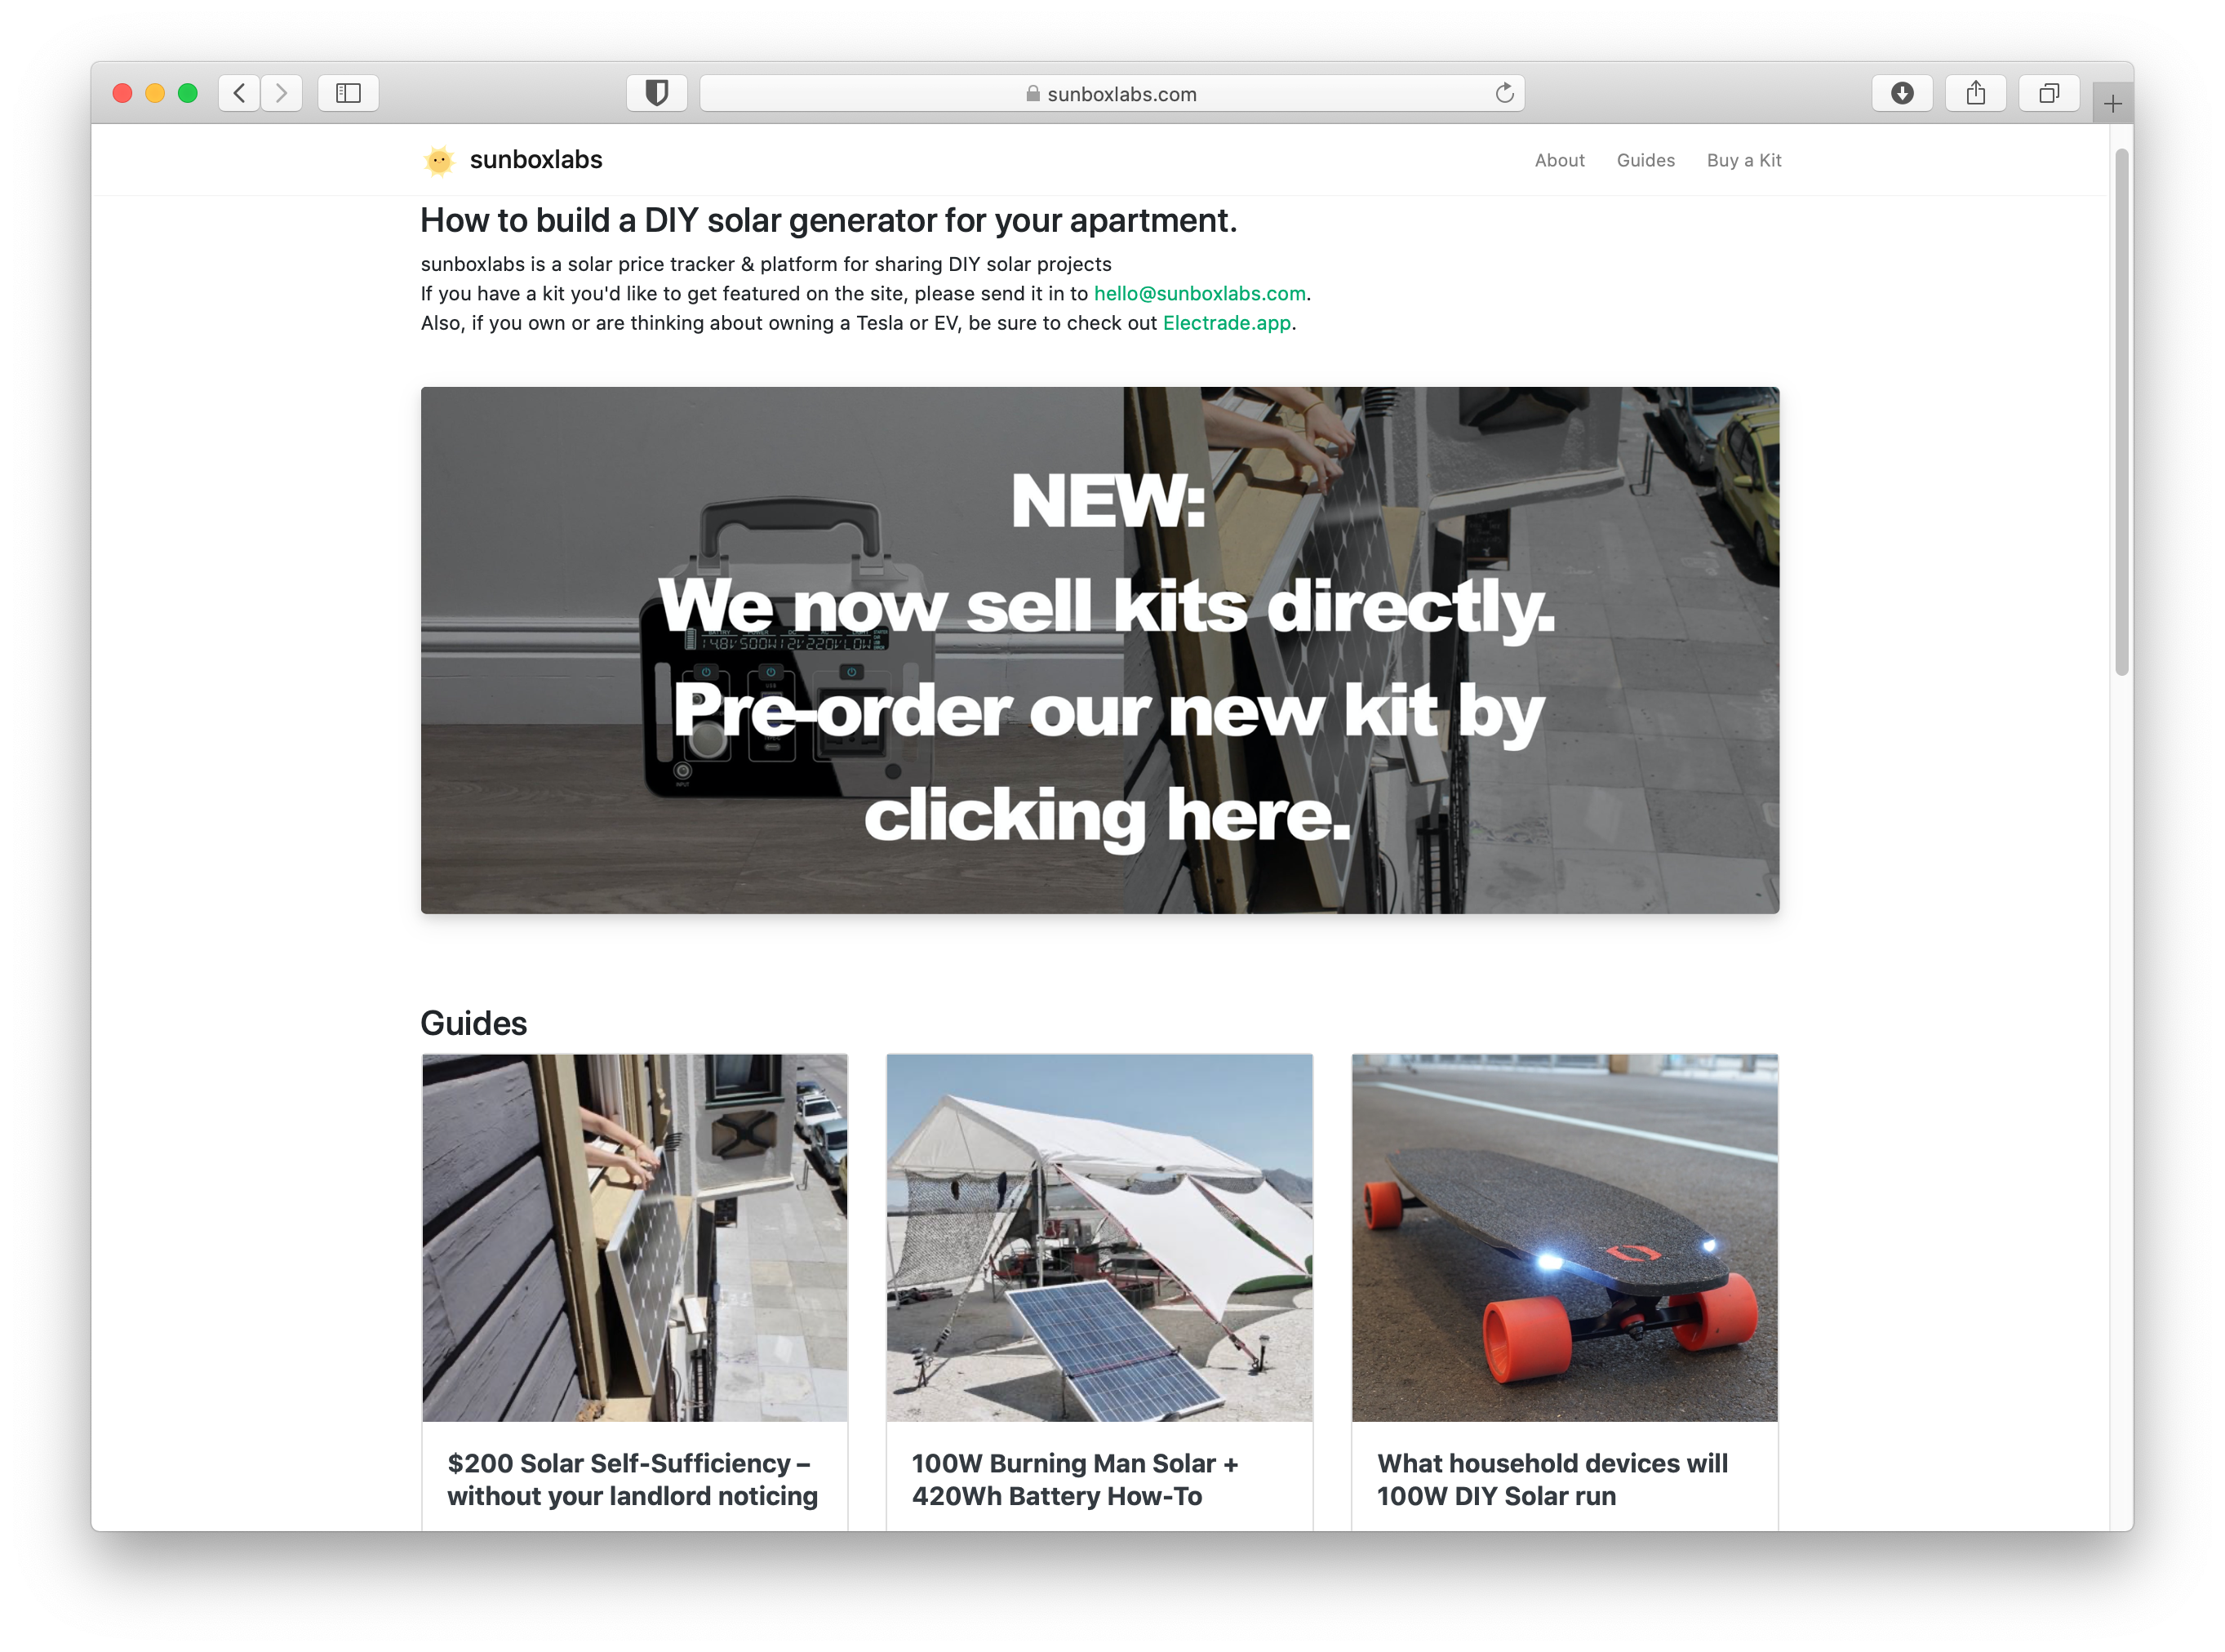 sunboxlabs.com
sunboxlabs
About Guides Buy a Kit
How to build a DIY solar generator for your apartment.
sunboxlabs is a solar price tracker & platform for sharing DIY solar projects
If you have a kit you'd like to get featured on the site, please send it in to hello@sunboxlabs.com.
Also, if you own or are thinking about owning a Tesla or EV, be sure to check out Electrade.app.
NEW:
We now sell kits directly.
Pre-order our new kit by
clicking here.
INPUT
Guides
$200 Solar Self-Sufficiency –
without your landlord noticing
100W Burning Man Solar +
420Wh Battery How-To
What household devices will
100W DIY Solar run